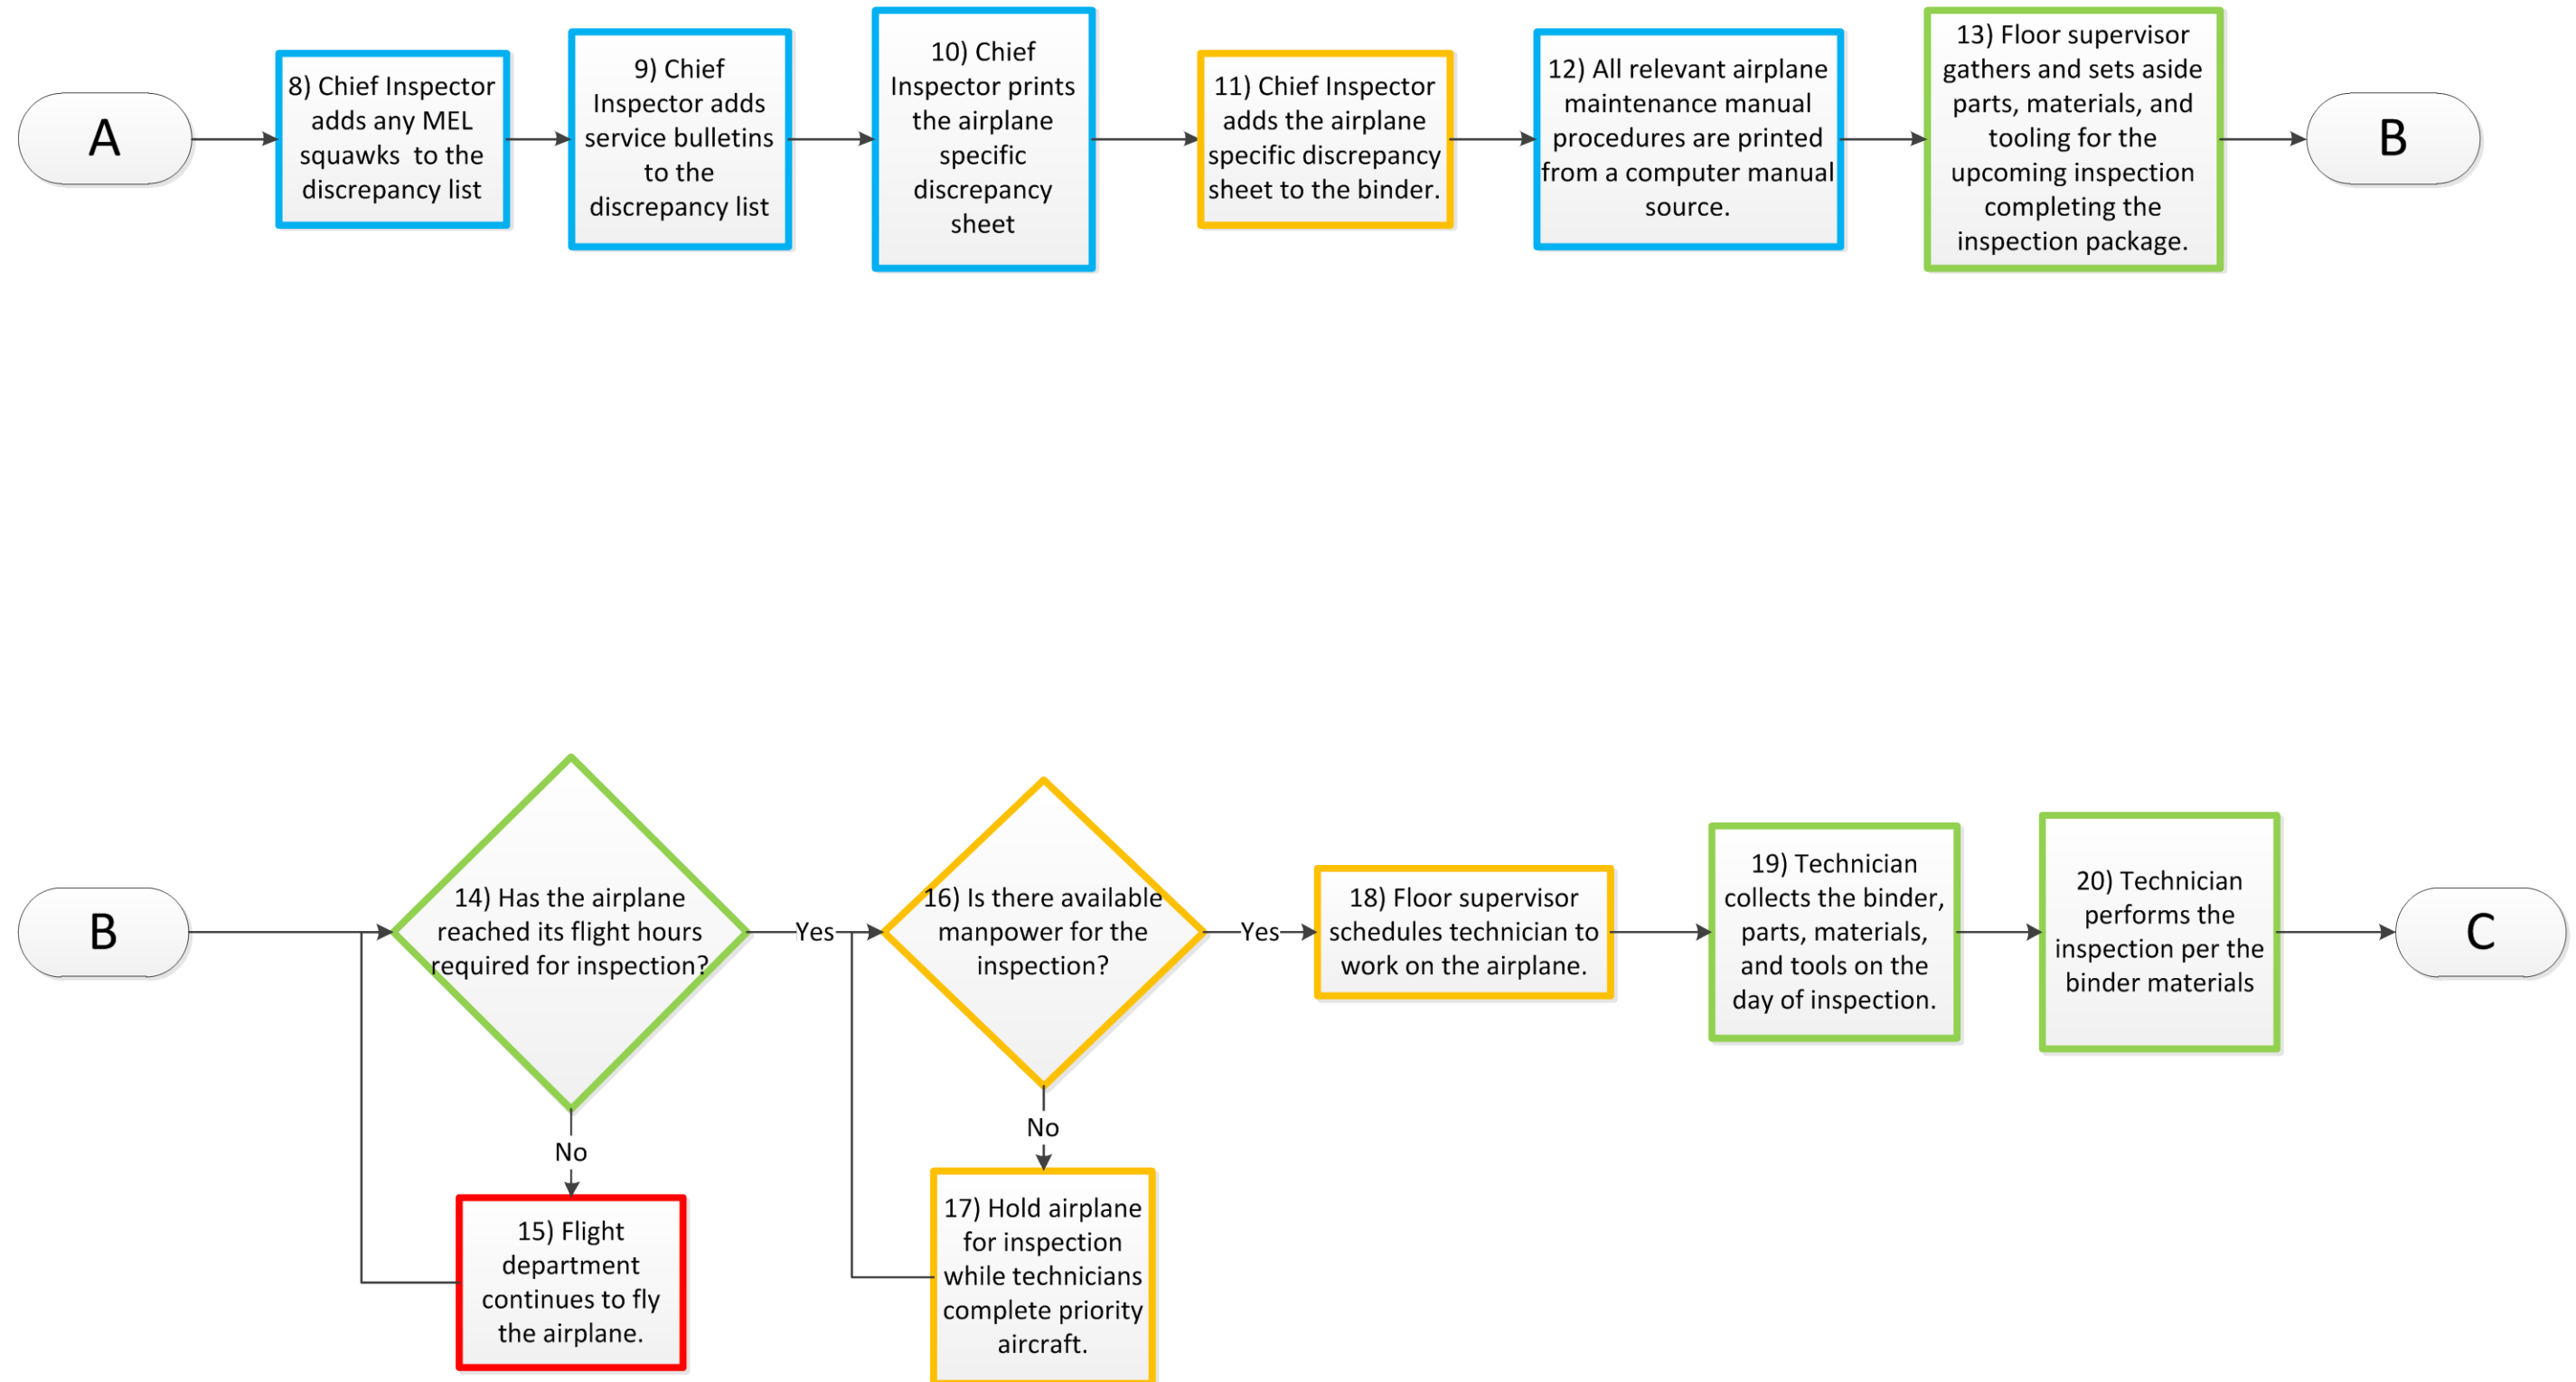 A
8) Chief Inspector
adds any MEL
squawks  to the
discrepancy list
9) Chief
Inspector adds
service bulletins
to the
discrepancy list
10) Chief
Inspector prints
the airplane
specific
discrepancy
sheet
11) Chief Inspector
adds the airplane
specific discrepancy
sheet to the binder.
12) All relevant airplane
maintenance manual
procedures are printed
from a computer manual
source.
13) Floor supervisor
gathers and sets aside
parts, materials, and
tooling for the
upcoming inspection
completing the
inspection package.
B
B
14) Has the airplane
reached its flight hours
required for inspection?
Yes
No
15) Flight
department
continues to fly
the airplane.
16) Is there available
manpower for the
inspection?
Yes
No
17) Hold airplane
for inspection
while technicians
complete priority
aircraft.
18) Floor supervisor
schedules technician to
work on the airplane.
19) Technician
collects the binder,
parts, materials,
and tools on the
day of inspection.
20) Technician
performs the
inspection per the
binder materials
C